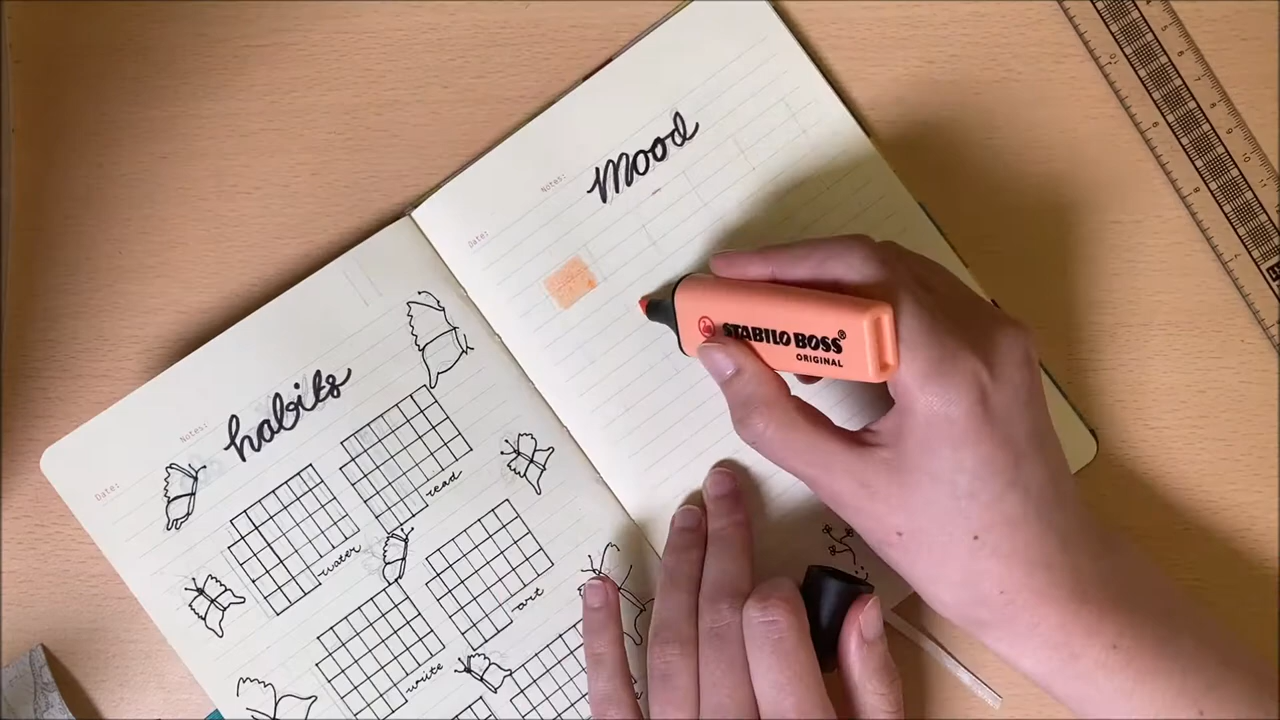 Notes:
Date:
habits
water
read
write
art
Notes:
Date:
Mood
STABILO BOSS®
ORIGINAL